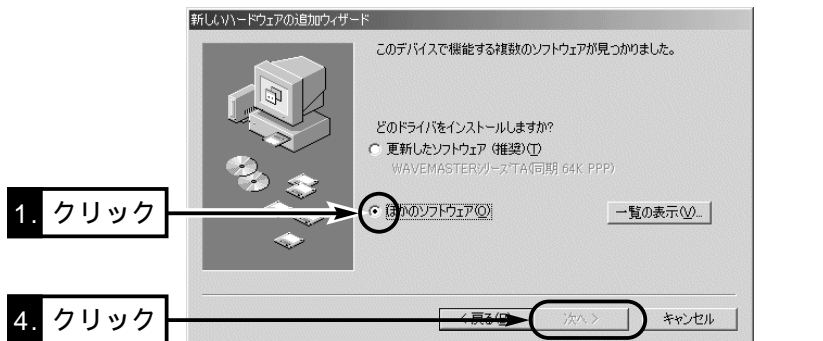 新しいハードウェアの追加ウィザード
このデバイスで機能する複数のソフトウェアが見つかりました。
どのドライバをインストールしますか?
更新したソフトウェア (推奨)(T)
WAVEMASTERシリーズTA(同期 64K PPP)
1. クリック
ほかのソフトウェア(O)
一覧の表示(V)...
4. クリック
< 戻る(B)
次へ >
キャンセル